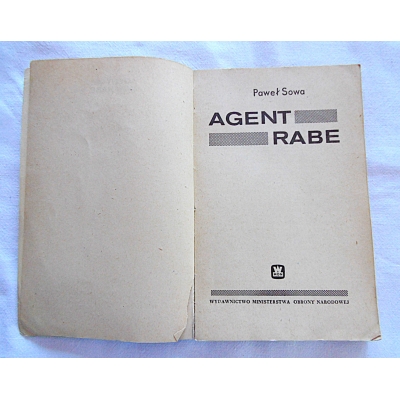 Paweł Sowa
AGENT
RABE
W
WYDAWNICTWO MINISTERSTWA OBRONY NARODOWEJ